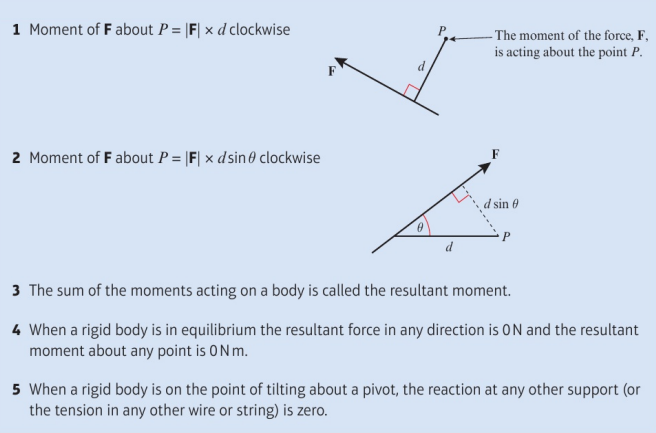 1 Moment of F about P = |F| × d clockwise
P
The moment of the force, F,
is acting about the point P.
d
F
2 Moment of F about P = |F| × d sin θ clockwise
F
d sin θ
θ
P
d
3 The sum of the moments acting on a body is called the resultant moment.
4 When a rigid body is in equilibrium the resultant force in any direction is 0 N and the resultant
moment about any point is 0 N m.
5 When a rigid body is on the point of tilting about a pivot, the reaction at any other support (or
the tension in any other wire or string) is zero.